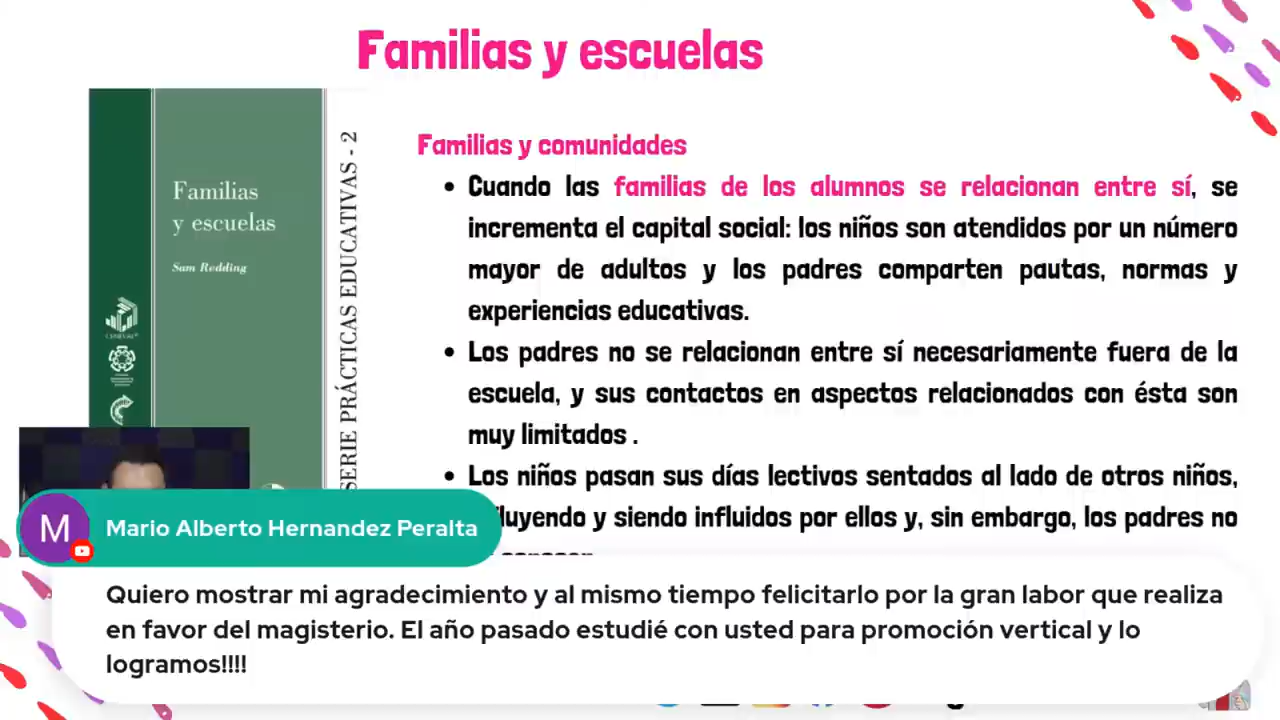 Familias y escuelas
Familias
y escuelas
Sam Redding
SERIE PRÁCTICAS EDUCATIVAS - 2
Familias y comunidades
• Cuando las familias de los alumnos se relacionan entre sí, se
incrementa el capital social: los niños son atendidos por un número
mayor de adultos y los padres comparten pautas, normas y
experiencias educativas.
• Los padres no se relacionan entre sí necesariamente fuera de la
escuela, y sus contactos en aspectos relacionados con ésta son
muy limitados .
• Los niños pasan sus días lectivos sentados al lado de otros niños,
y siendo influidos por ellos y, sin embargo, los padres no
M
Mario Alberto Hernandez Peralta
Quiero mostrar mi agradecimiento y al mismo tiempo felicitarlo por la gran labor que realiza
en favor del magisterio. El año pasado estudié con usted para promoción vertical y lo
logramos!!!!